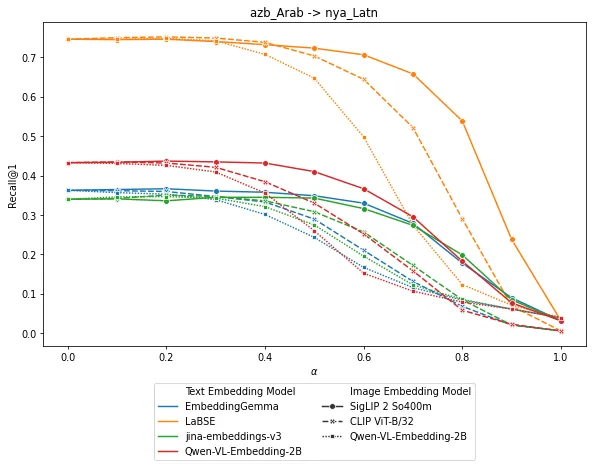 azb_Arab -> nya_Latn
Recall@1
0.7
0.6
0.5
0.4
0.3
0.2
0.1
0.0
0.0 0.2 0.4 0.6 0.8 1.0
α
Text Embedding Model Image Embedding Model
EmbeddingGemma SigLIP 2 So400m
LaBSE CLIP ViT-B/32
jina-embeddings-v3 Qwen-VL-Embedding-2B
Qwen-VL-Embedding-2B